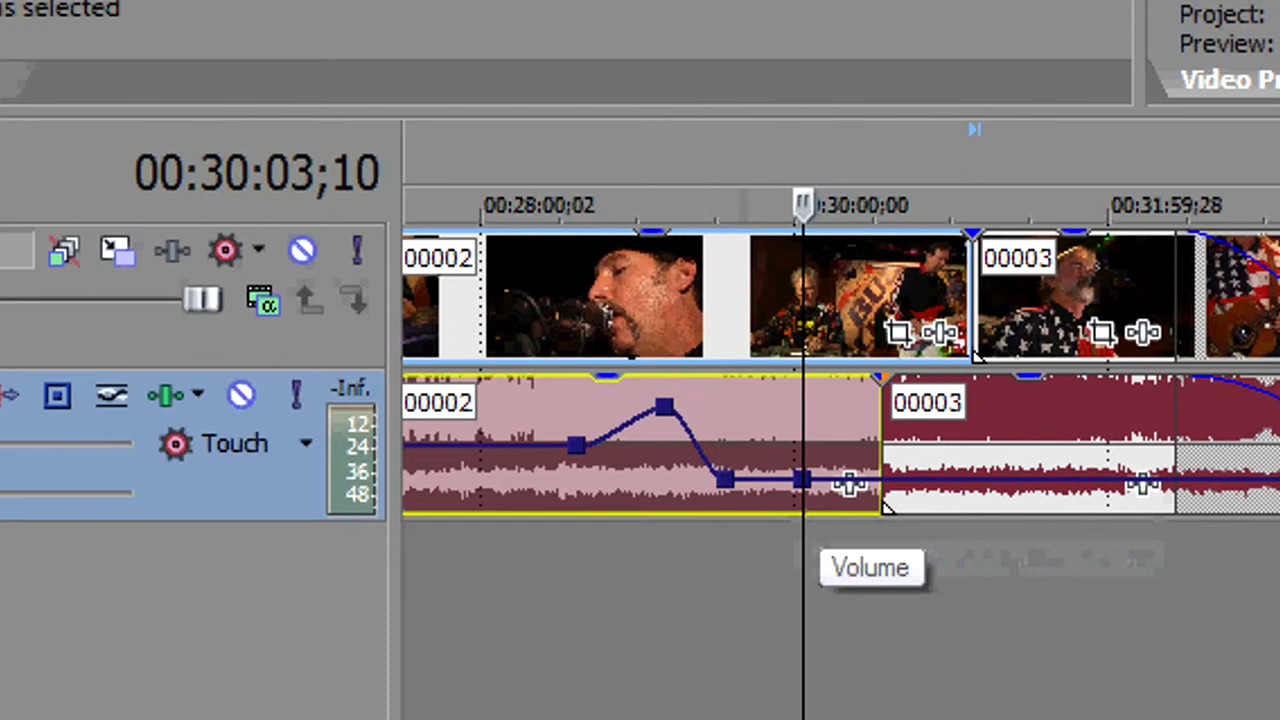 as selected
Project:
Preview:
Video Pr
00:30:03;10
00:28:00;02
:30:00;00
00:31:59;28
00002
00003
-Inf.
12
24
36
48
Touch
00002
00003
Volume